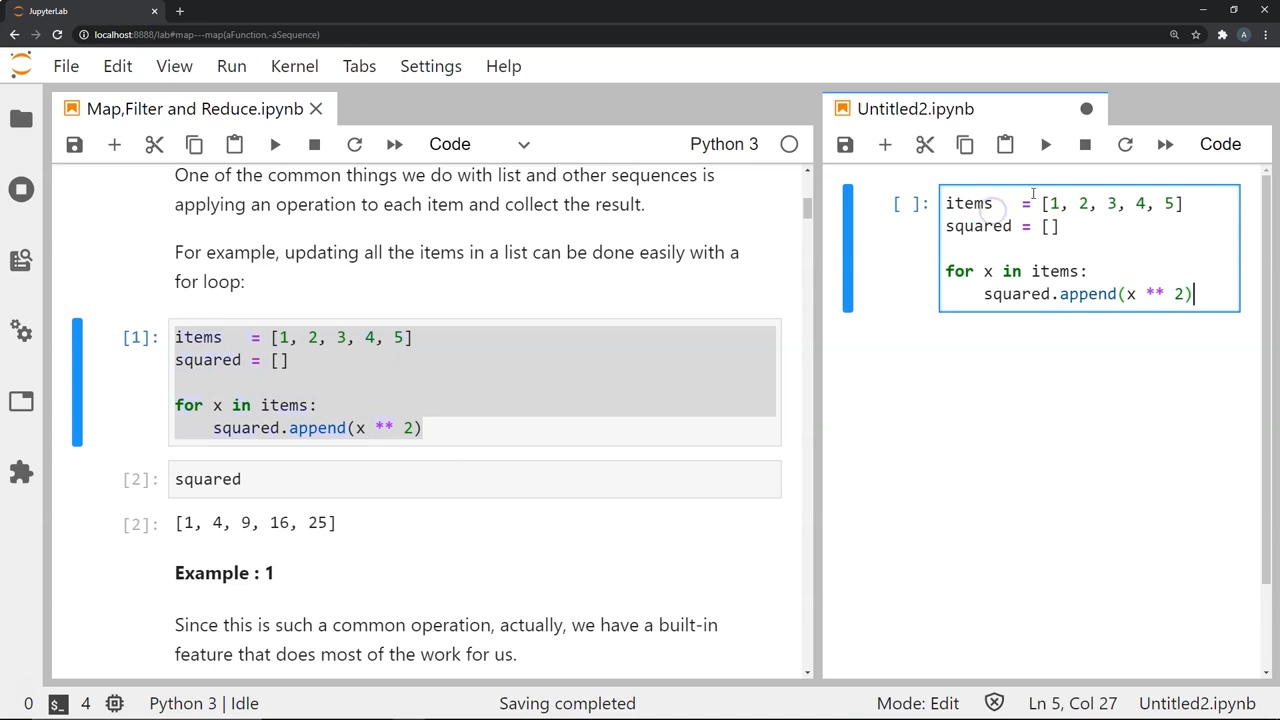 JupyterLab
localhost:8888/lab#map---map(aFunction,-aSequence)
A
File Edit View Run Kernel Tabs Settings Help
Map,Filter and Reduce.ipynb
Untitled2.ipynb
Code
Python 3
Code
One of the common things we do with list and other sequences is
applying an operation to each item and collect the result.
For example, updating all the items in a list can be done easily with a
for loop:
[1]: items   = [1, 2, 3, 4, 5]
squared = []
for x in items:
    squared.append(x ** 2)
[2]: squared
[2]: [1, 4, 9, 16, 25]
Example : 1
Since this is such a common operation, actually, we have a built-in
feature that does most of the work for us.
[ ]: items   = [1, 2, 3, 4, 5]
squared = []
for x in items:
    squared.append(x ** 2)
0 $_ 4 Python 3 | Idle Saving completed Mode: Edit Ln 5, Col 27 Untitled2.ipynb